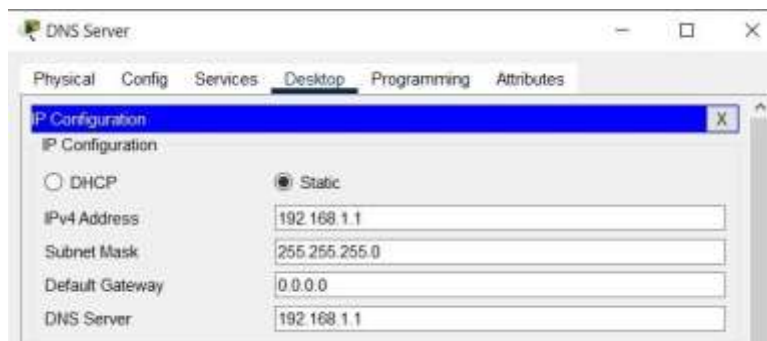 DNS Server
Physical Config Services Desktop Programming Attributes
IP Configuration X
IP Configuration
DHCP Static
IPv4 Address 192.168.1.1
Subnet Mask 255.255.255.0
Default Gateway 0.0.0.0
DNS Server 192.168.1.1